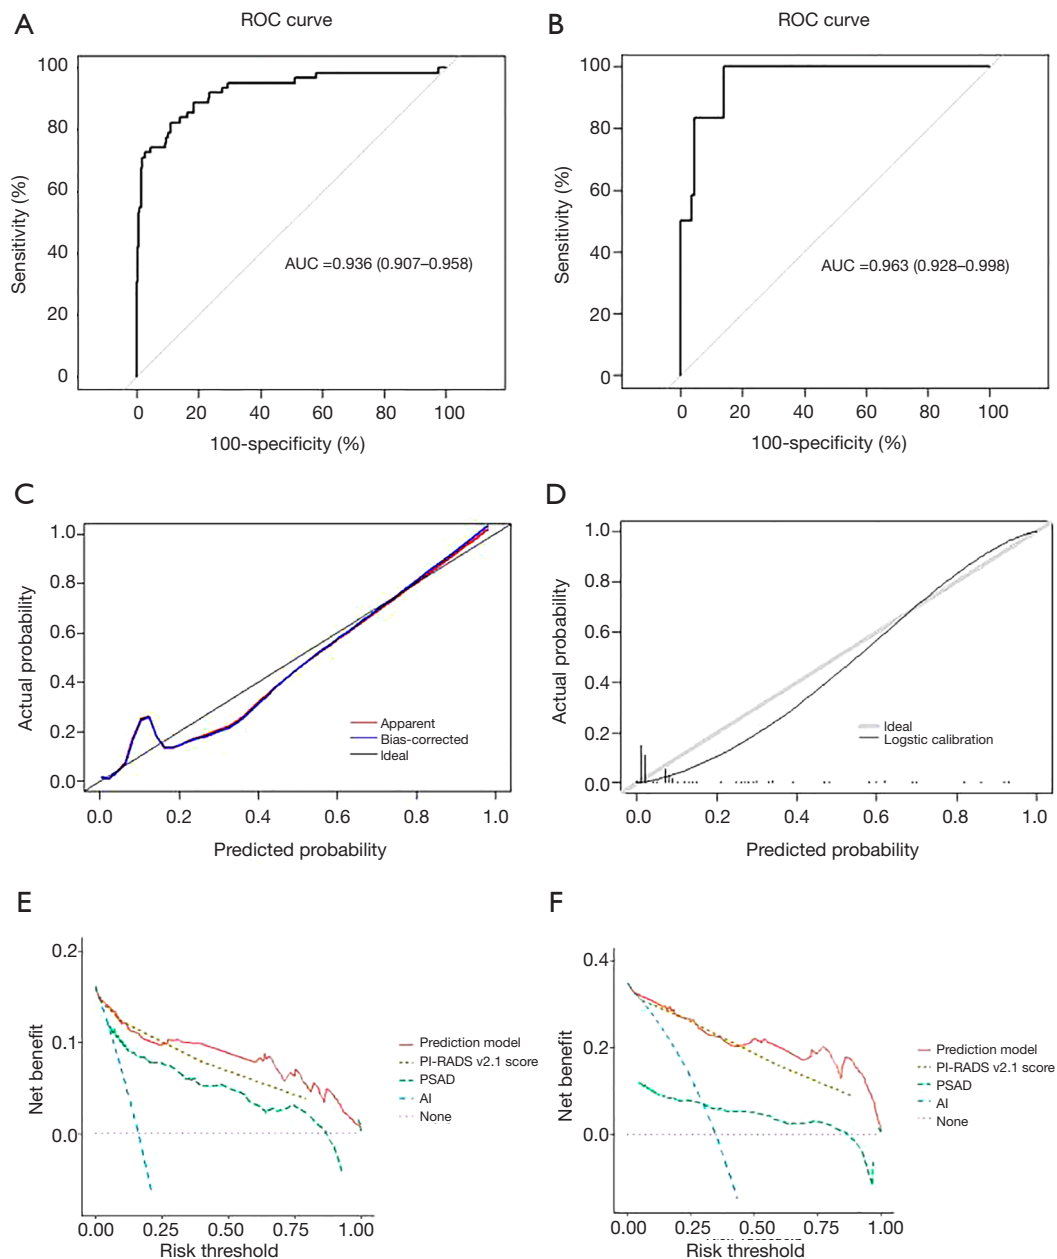 A
ROC curve
100
80
60
40
20
0
Sensitivity (%)
AUC =0.936 (0.907–0.958)
0 20 40 60 80 100
100-specificity (%)
B
ROC curve
100
80
60
40
20
0
Sensitivity (%)
AUC =0.963 (0.928–0.998)
0 20 40 60 80 100
100-specificity (%)
C
1.0
0.8
0.6
0.4
0.2
0.0
Actual probability
Apparent
Bias-corrected
Ideal
0.0 0.2 0.4 0.6 0.8 1.0
Predicted probability
D
1.0
0.8
0.6
0.4
0.2
0.0
Actual probability
Ideal
Logstic calibration
0.0 0.2 0.4 0.6 0.8 1.0
Predicted probability
E
0.2
0.1
0.0
Net benefit
Prediction model
PI-RADS v2.1 score
PSAD
AI
None
0.00 0.25 0.50 0.75 1.00
Risk threshold
F
0.4
0.2
0.0
Net benefit
Prediction model
PI-RADS v2.1 score
PSAD
AI
None
0.00 0.25 0.50 0.75 1.00
Risk threshold